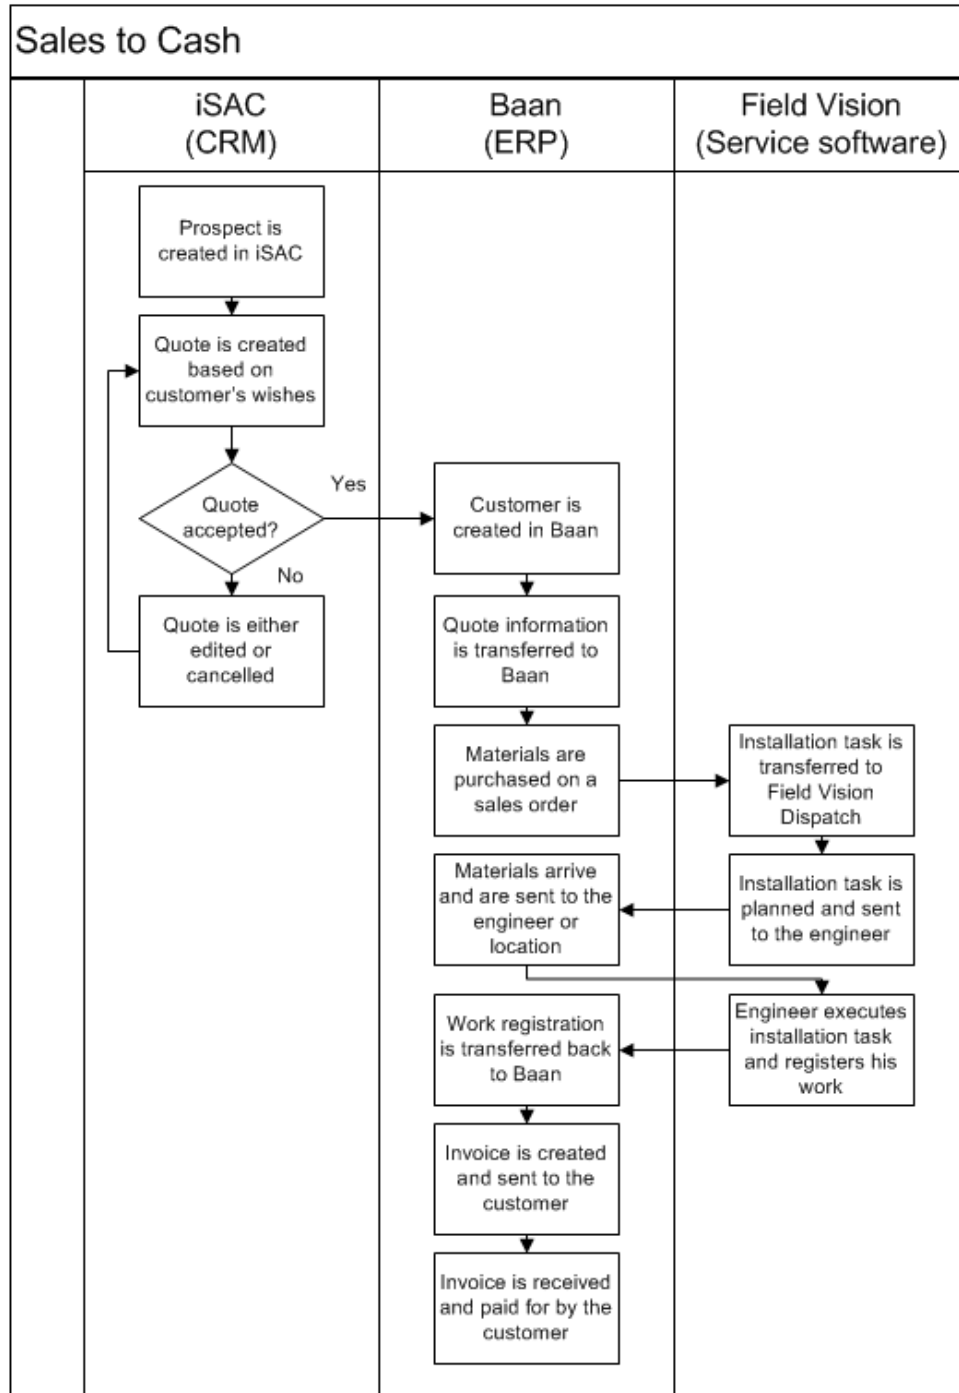 Sales to Cash
iSAC
(CRM)
Baan
(ERP)
Field Vision
(Service software)
Prospect is
created in iSAC
Quote is created
based on
customer's wishes
Quote
accepted?
Yes
No
Quote is either
edited or
cancelled
Customer is
created in Baan
Quote information
is transferred to
Baan
Materials are
purchased on a
sales order
Installation task is
transferred to
Field Vision
Dispatch
Installation task is
planned and sent
to the engineer
Materials arrive
and are sent to the
engineer or
location
Engineer executes
installation task
and registers his
work
Work registration
is transferred back
to Baan
Invoice is created
and sent to the
customer
Invoice is received
and paid for by the
customer